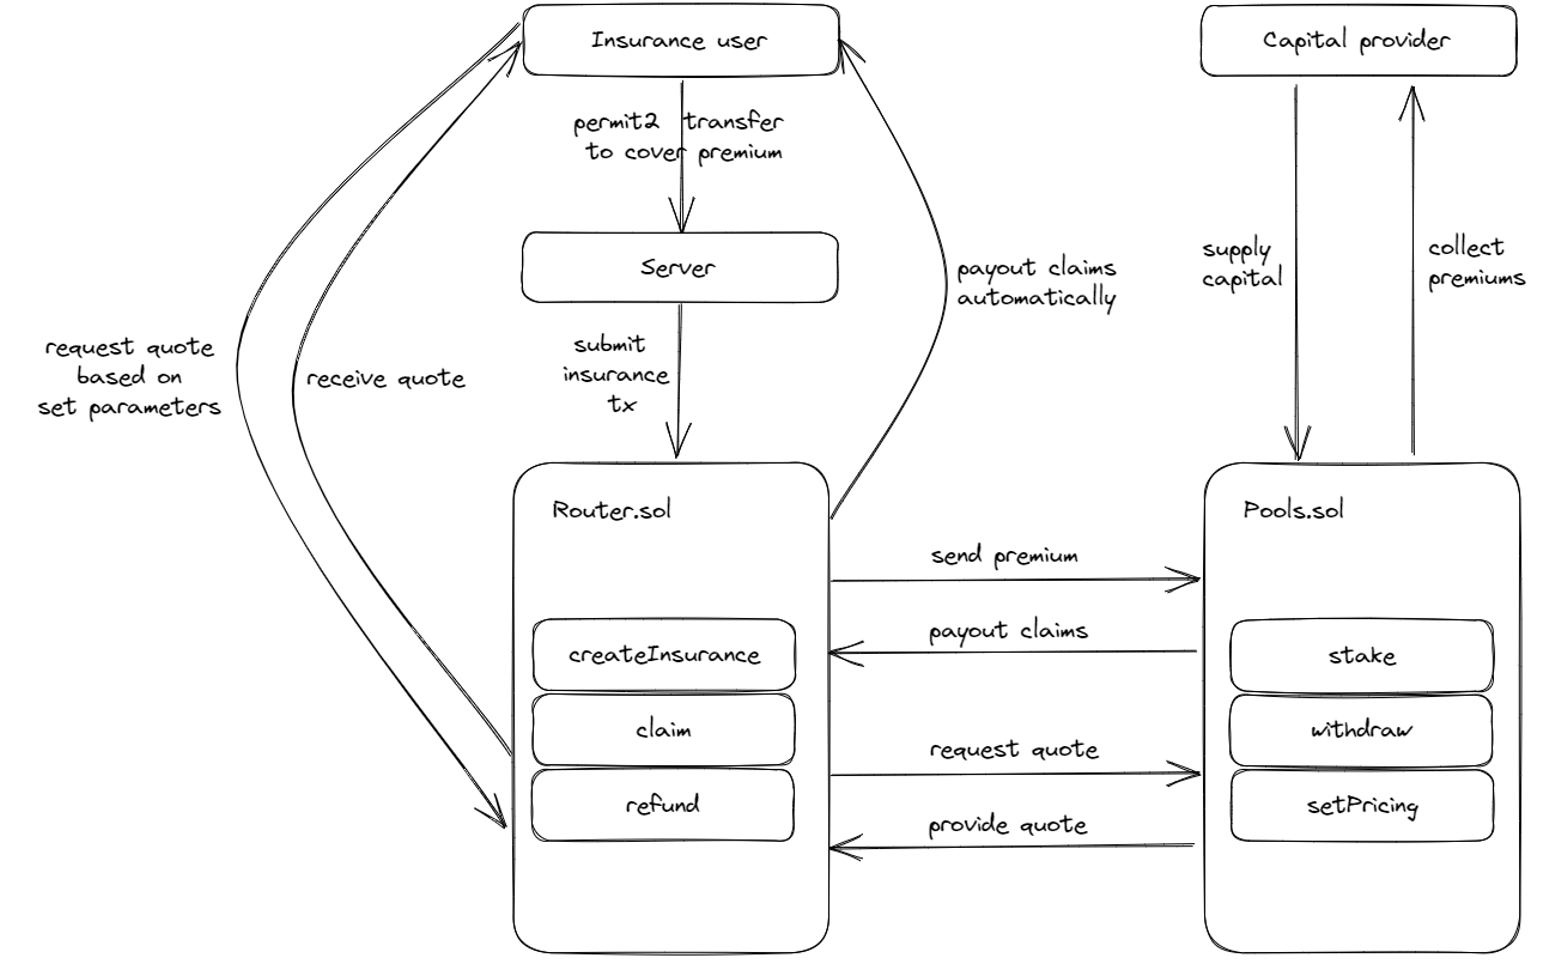 Insurance user
Capital provider
permit2 transfer
to cover premium
Server
supply
capital
collect
premiums
payout claims
automatically
request quote
based on
set parameters
receive quote
submit
insurance
tx
Router.sol
createInsurance
claim
refund
send premium
payout claims
request quote
provide quote
Pools.sol
stake
withdraw
setPricing